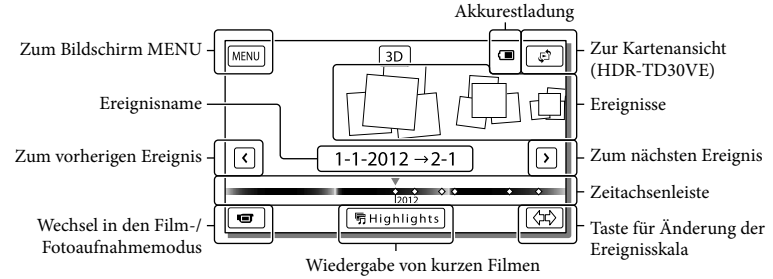 Akkurestladung
Zum Bildschirm MENU
MENU
3D
Zur Kartenansicht
(HDR-TD30VE)
Ereignisname
Ereignisse
Zum vorherigen Ereignis
1-1-2012 →2-1
Zum nächsten Ereignis
Zeitachsenleiste
2012
Wechsel in den Film-/
Fotoaufnahmemodus
Highlights
Taste für Änderung der
Ereignisskala
Wiedergabe von kurzen Filmen